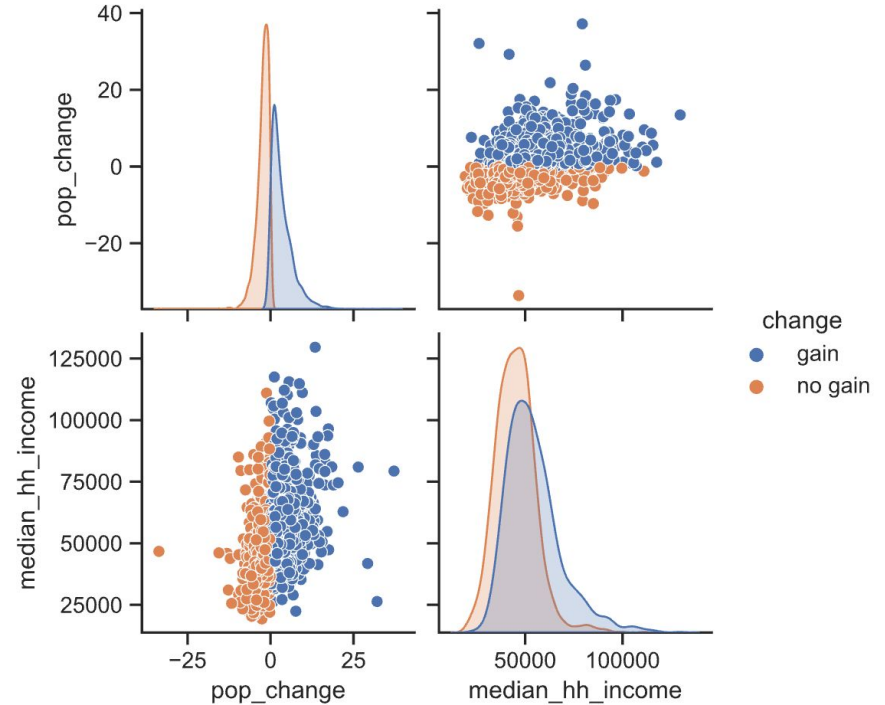 40
20
0
−20
pop_change
125000
100000
75000
50000
25000
median_hh_income
−25
0
25
pop_change
50000
100000
median_hh_income
change
gain
no gain